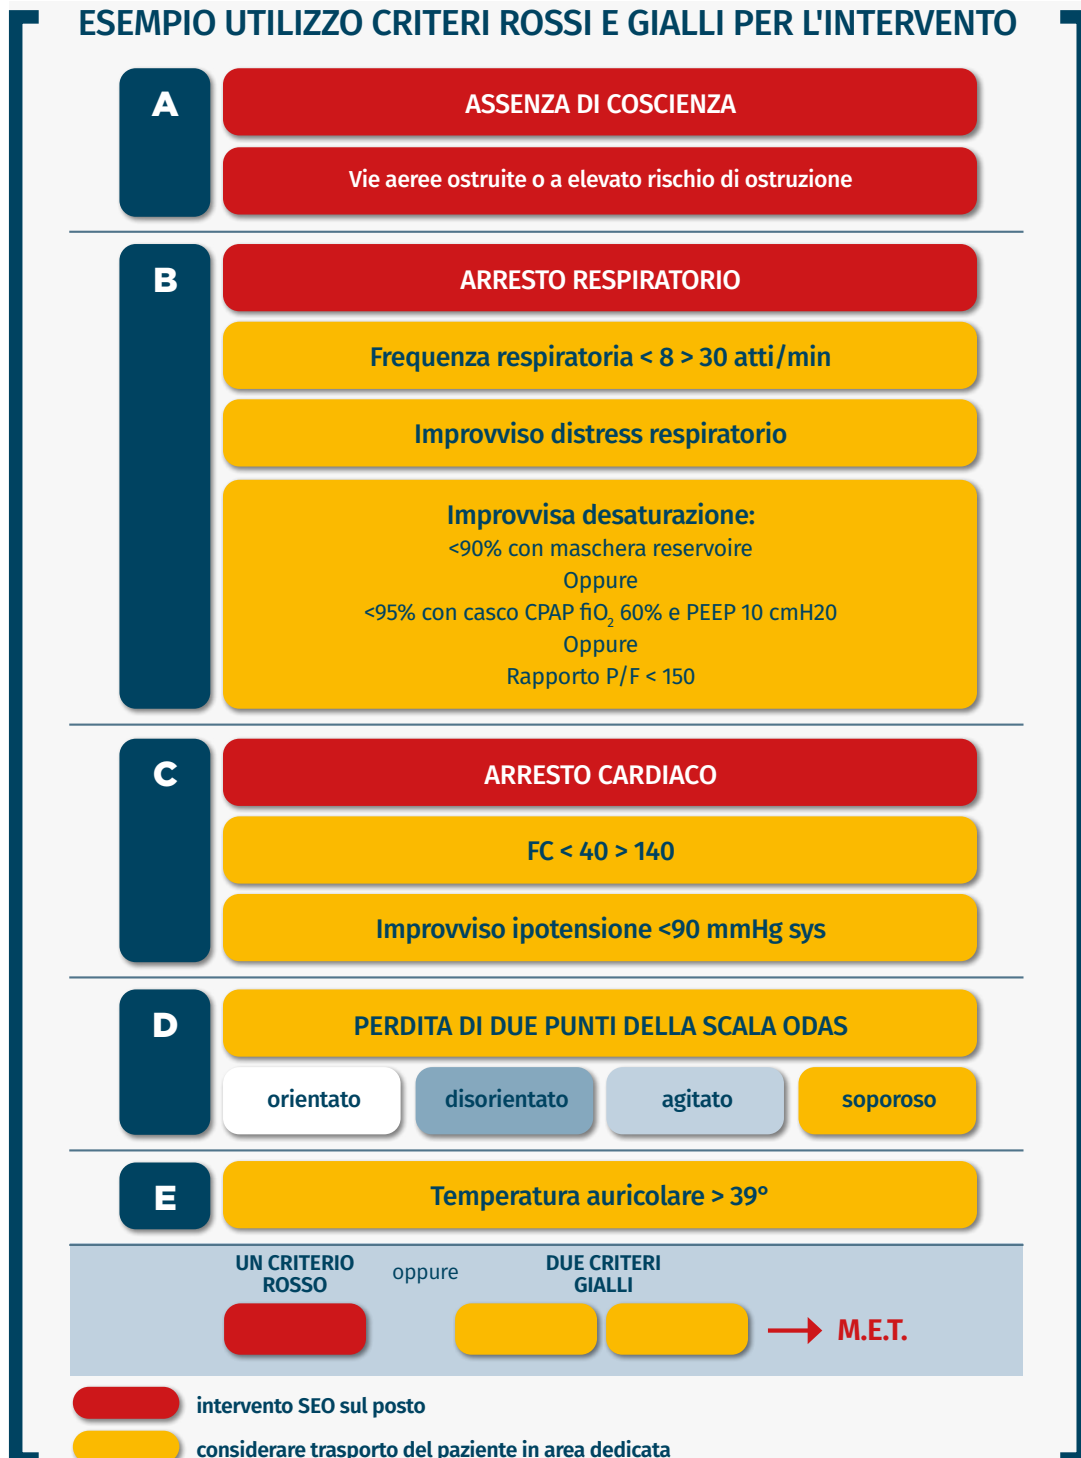 ESEMPIO UTILIZZO CRITERI ROSSI E GIALLI PER L'INTERVENTO
A
ASSENZA DI COSCIENZA
Vie aeree ostruite o a elevato rischio di ostruzione
B
ARRESTO RESPIRATORIO
Frequenza respiratoria < 8 > 30 atti/min
Improvviso distress respiratorio
Improvvisa desaturazione:
<90% con maschera reservoire
Oppure
<95% con casco CPAP fiO₂ 60% e PEEP 10 cmH20
Oppure
Rapporto P/F < 150
C
ARRESTO CARDIACO
FC < 40 > 140
Improvviso ipotensione <90 mmHg sys
D
PERDITA DI DUE PUNTI DELLA SCALA ODAS
orientato disorientato agitato soporoso
E
Temperatura auricolare > 39°
UN CRITERIO
ROSSO
oppure
DUE CRITERI
GIALLI
M.E.T.
intervento SEO sul posto
considerare trasporto del paziente in area dedicata